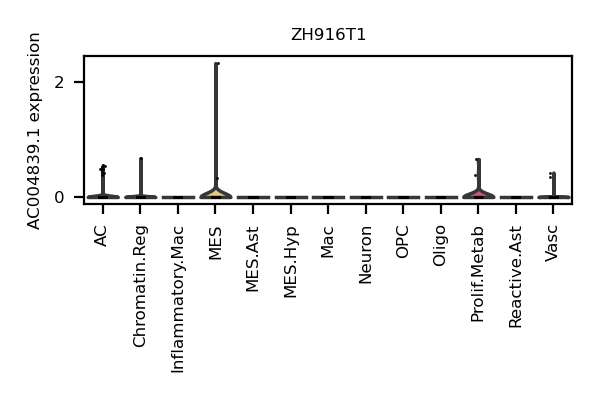 ZH916T1
AC004839.1 expression
2
0
AC
Chromatin.Reg
Inflammatory.Mac
MES
MES.Ast
MES.Hyp
Mac
Neuron
OPC
Oligo
Prolif.Metab
Reactive.Ast
Vasc